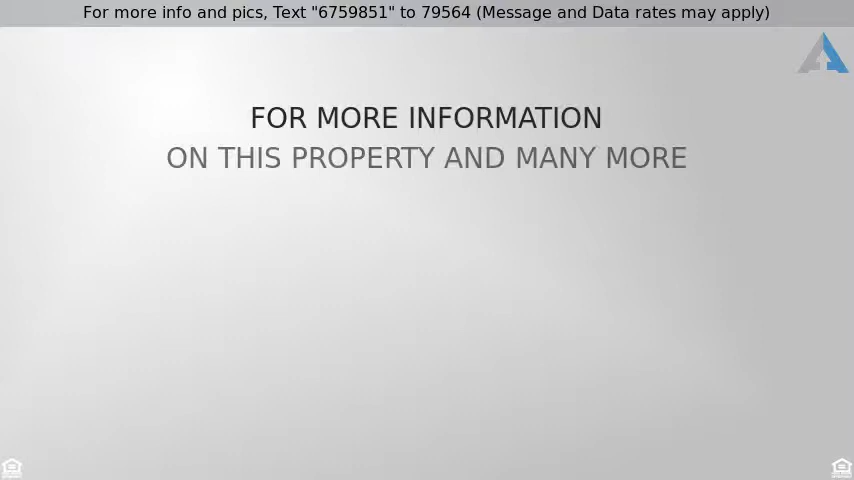 For more info and pics, Text "6759851" to 79564 (Message and Data rates may apply)
FOR MORE INFORMATION
ON THIS PROPERTY AND MANY MORE